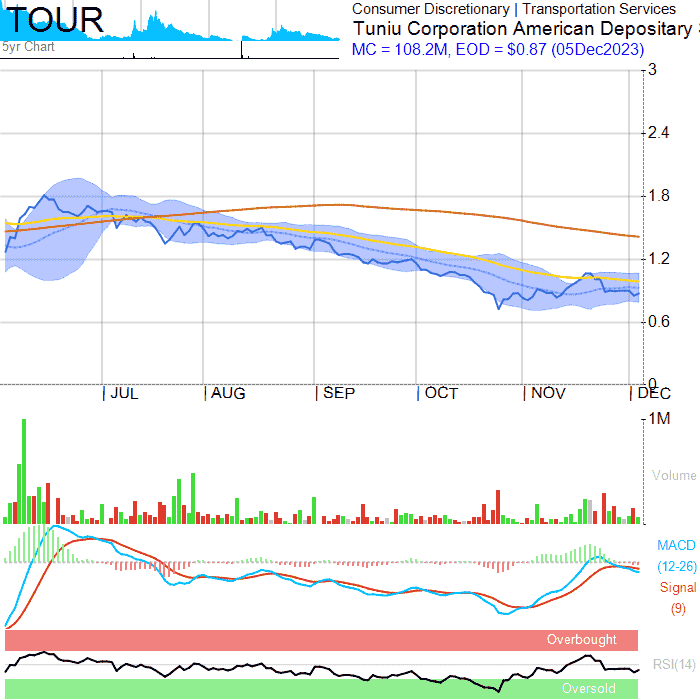 TOUR
5yr Chart
Consumer Discretionary | Transportation Services
Tuniu Corporation American Depositary S
MC = 108.2M, EOD = $0.87 (05Dec2023)
3
2.4
1.8
1.2
0.6
0
JUL
AUG
SEP
OCT
NOV
DEC
1M
Volume
MACD
(12-26)
Signal
(9)
Overbought
RSI(14)
Oversold